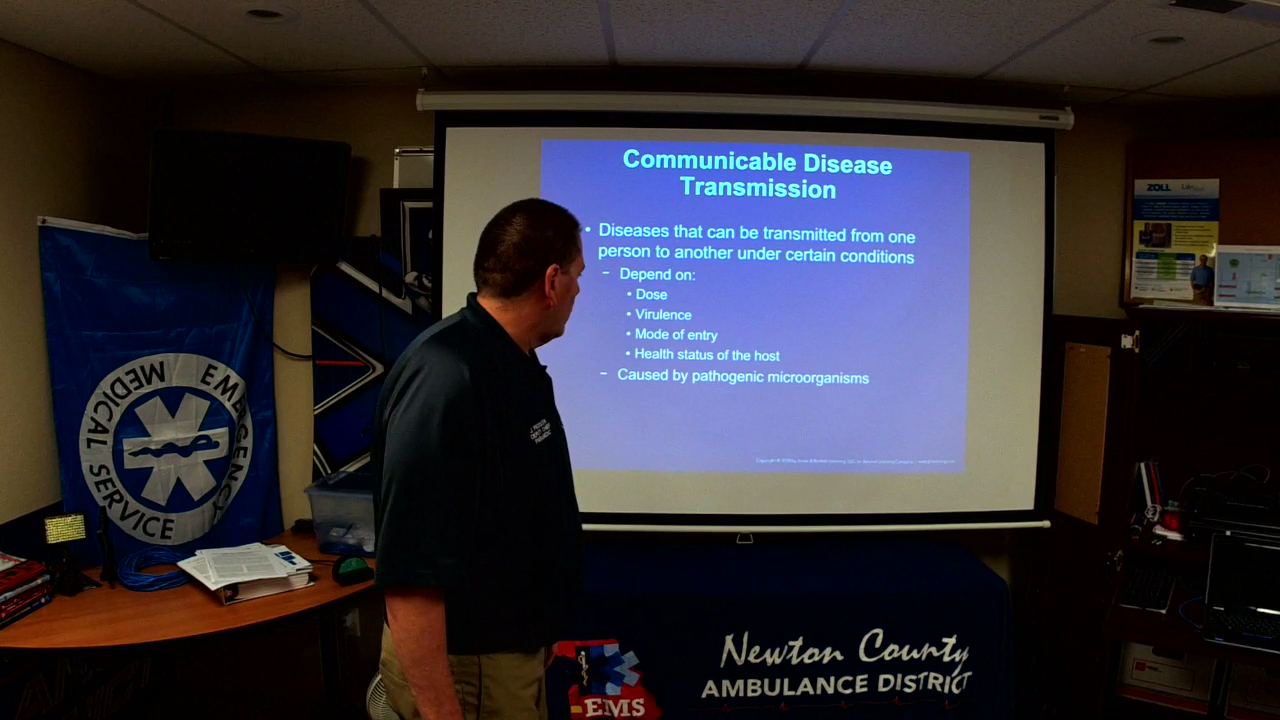 Communicable Disease
Transmission
• Diseases that can be transmitted from one
person to another under certain conditions
– Depend on:
• Dose
• Virulence
• Mode of entry
• Health status of the host
– Caused by pathogenic microorganisms
EMERGENCY
MEDICAL SERVICE
ZOLL
Newton County
AMBULANCE DISTRICT
EMS